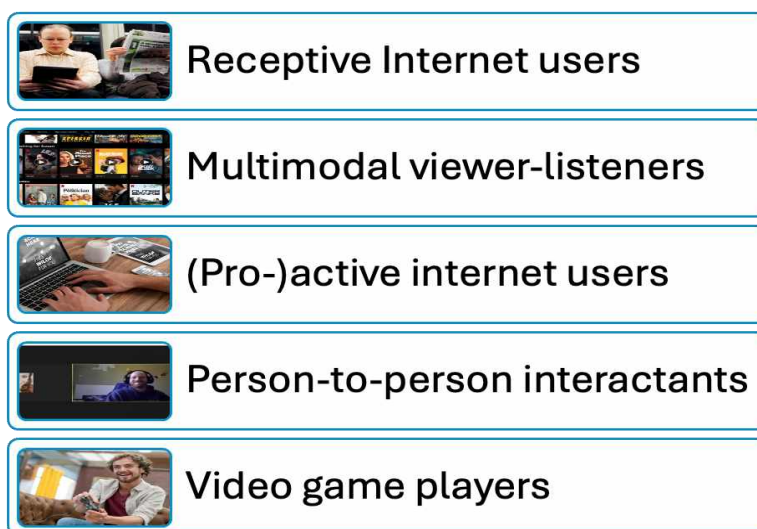 Receptive Internet users
Multimodal viewer-listeners
(Pro-)active internet users
Person-to-person interactants
Video game players